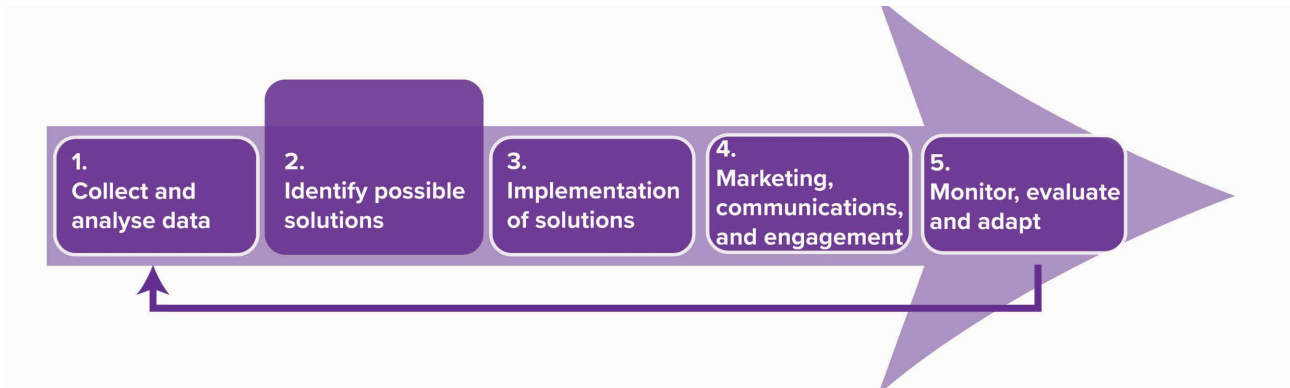 1.
Collect and
analyse data
2.
Identify possible
solutions
3.
Implementation
of solutions
4.
Marketing,
communications,
and engagement
5.
Monitor, evaluate
and adapt